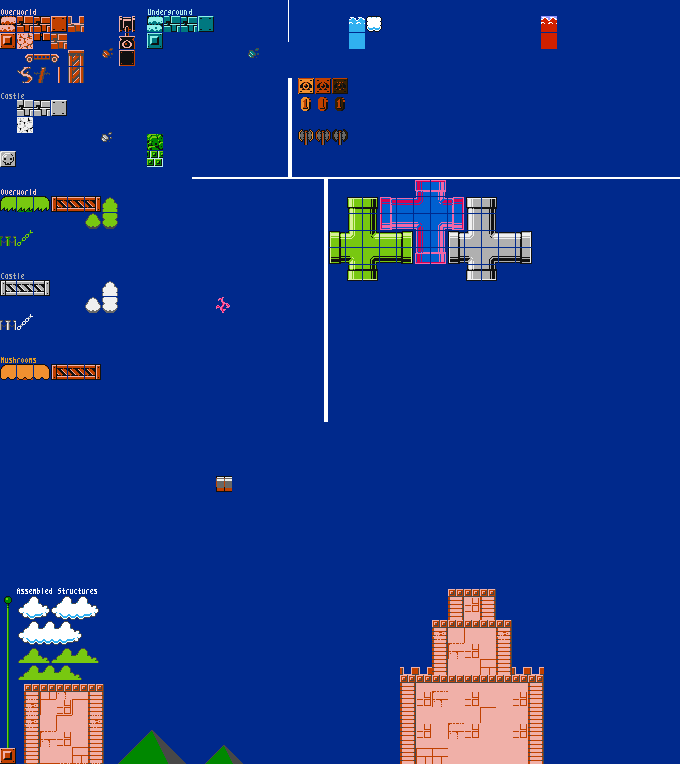 Overworld
Underground
Castle
Overworld
Castle
Mushrooms
Assembled Structures